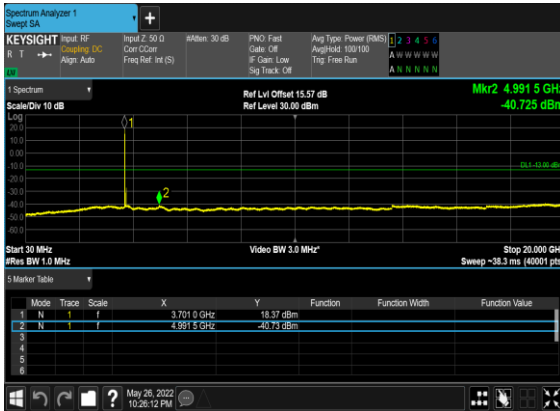 Spectrum Analyzer 1
Swept SA
KEYSIGHT
R T
Input: RF
Coupling: DC
Align: Auto
Input Z: 50 Ω
Corr CCorr
Freq Ref: Int (S)
#Atten: 30 dB
PNO: Fast
Gate: Off
IF Gain: Low
Sig Track: Off
Avg Type: Power (RMS)
Avg|Hold: 100/100
Trig: Free Run
1 2 3 4 5 6
A W W W W W
A N N N N N
1 Spectrum
Scale/Div 10 dB
Ref Lvl Offset 15.57 dB
Ref Level 30.00 dBm
Mkr2 4.991 5 GHz
-40.725 dBm
Log
20.0
10.0
0.00
-10.0
-20.0
-30.0
-40.0
-50.0
-60.0
1
2
DL1 -13.00 dBm
Start 30 MHz
#Res BW 1.0 MHz
Video BW 3.0 MHz*
Stop 20.000 GHz
Sweep ~38.3 ms (40001 pts)
5 Marker Table
Mode Trace Scale X Y Function Function Width Function Value
1 N 1 f 3.701 0 GHz 18.37 dBm
2 N 1 f 4.991 5 GHz -40.73 dBm
3
4
5
6
May 26, 2022
10:26:12 PM